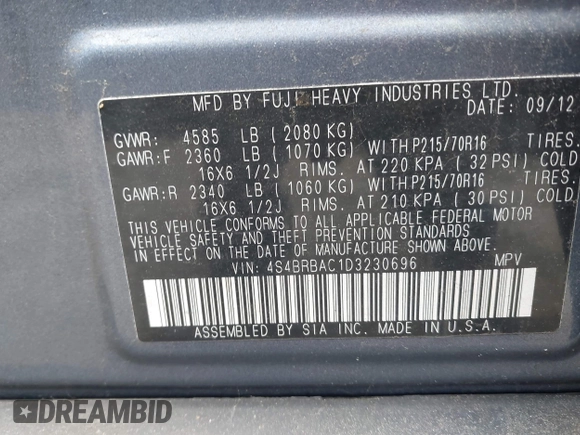 MFD BY FUJI HEAVY INDUSTRIES LTD.
DATE: 09/12
GVWR: 4585 LB (2080 KG)
GAWR:F 2360 LB (1070 KG) WITH P215/70R16 TIRES.
16X6 1/2J RIMS. AT 220 KPA (32 PSI) COLD
GAWR:R 2340 LB (1060 KG) WITH P215/70R16 TIRES.
16X6 1/2J RIMS. AT 210 KPA (30 PSI) COLD.
THIS VEHICLE CONFORMS TO ALL APPLICABLE FEDERAL MOTOR
VEHICLE SAFETY AND THEFT PREVENTION STANDARDS
IN EFFECT ON THE DATE OF MANUFACTURE SHOWN ABOVE.
VIN: 4S4BRBAC1D3230696 MPV
ASSEMBLED BY SIA INC. MADE IN U.S.A.
DREAMBID